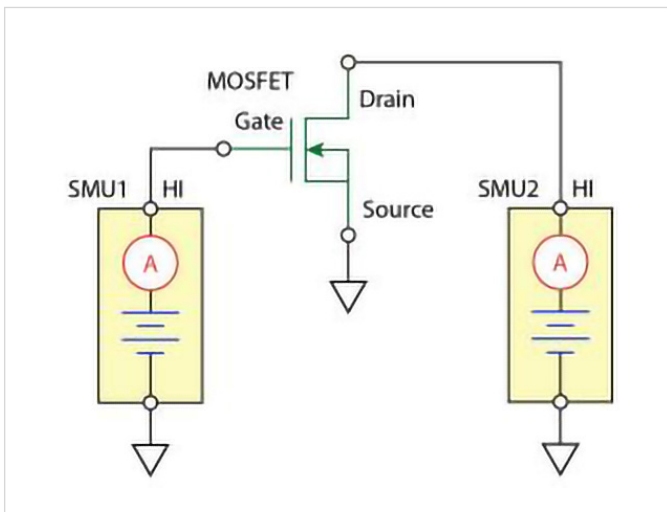 MOSFET
Drain
Gate
SMU1 HI
SMU2 HI
Source
A
A